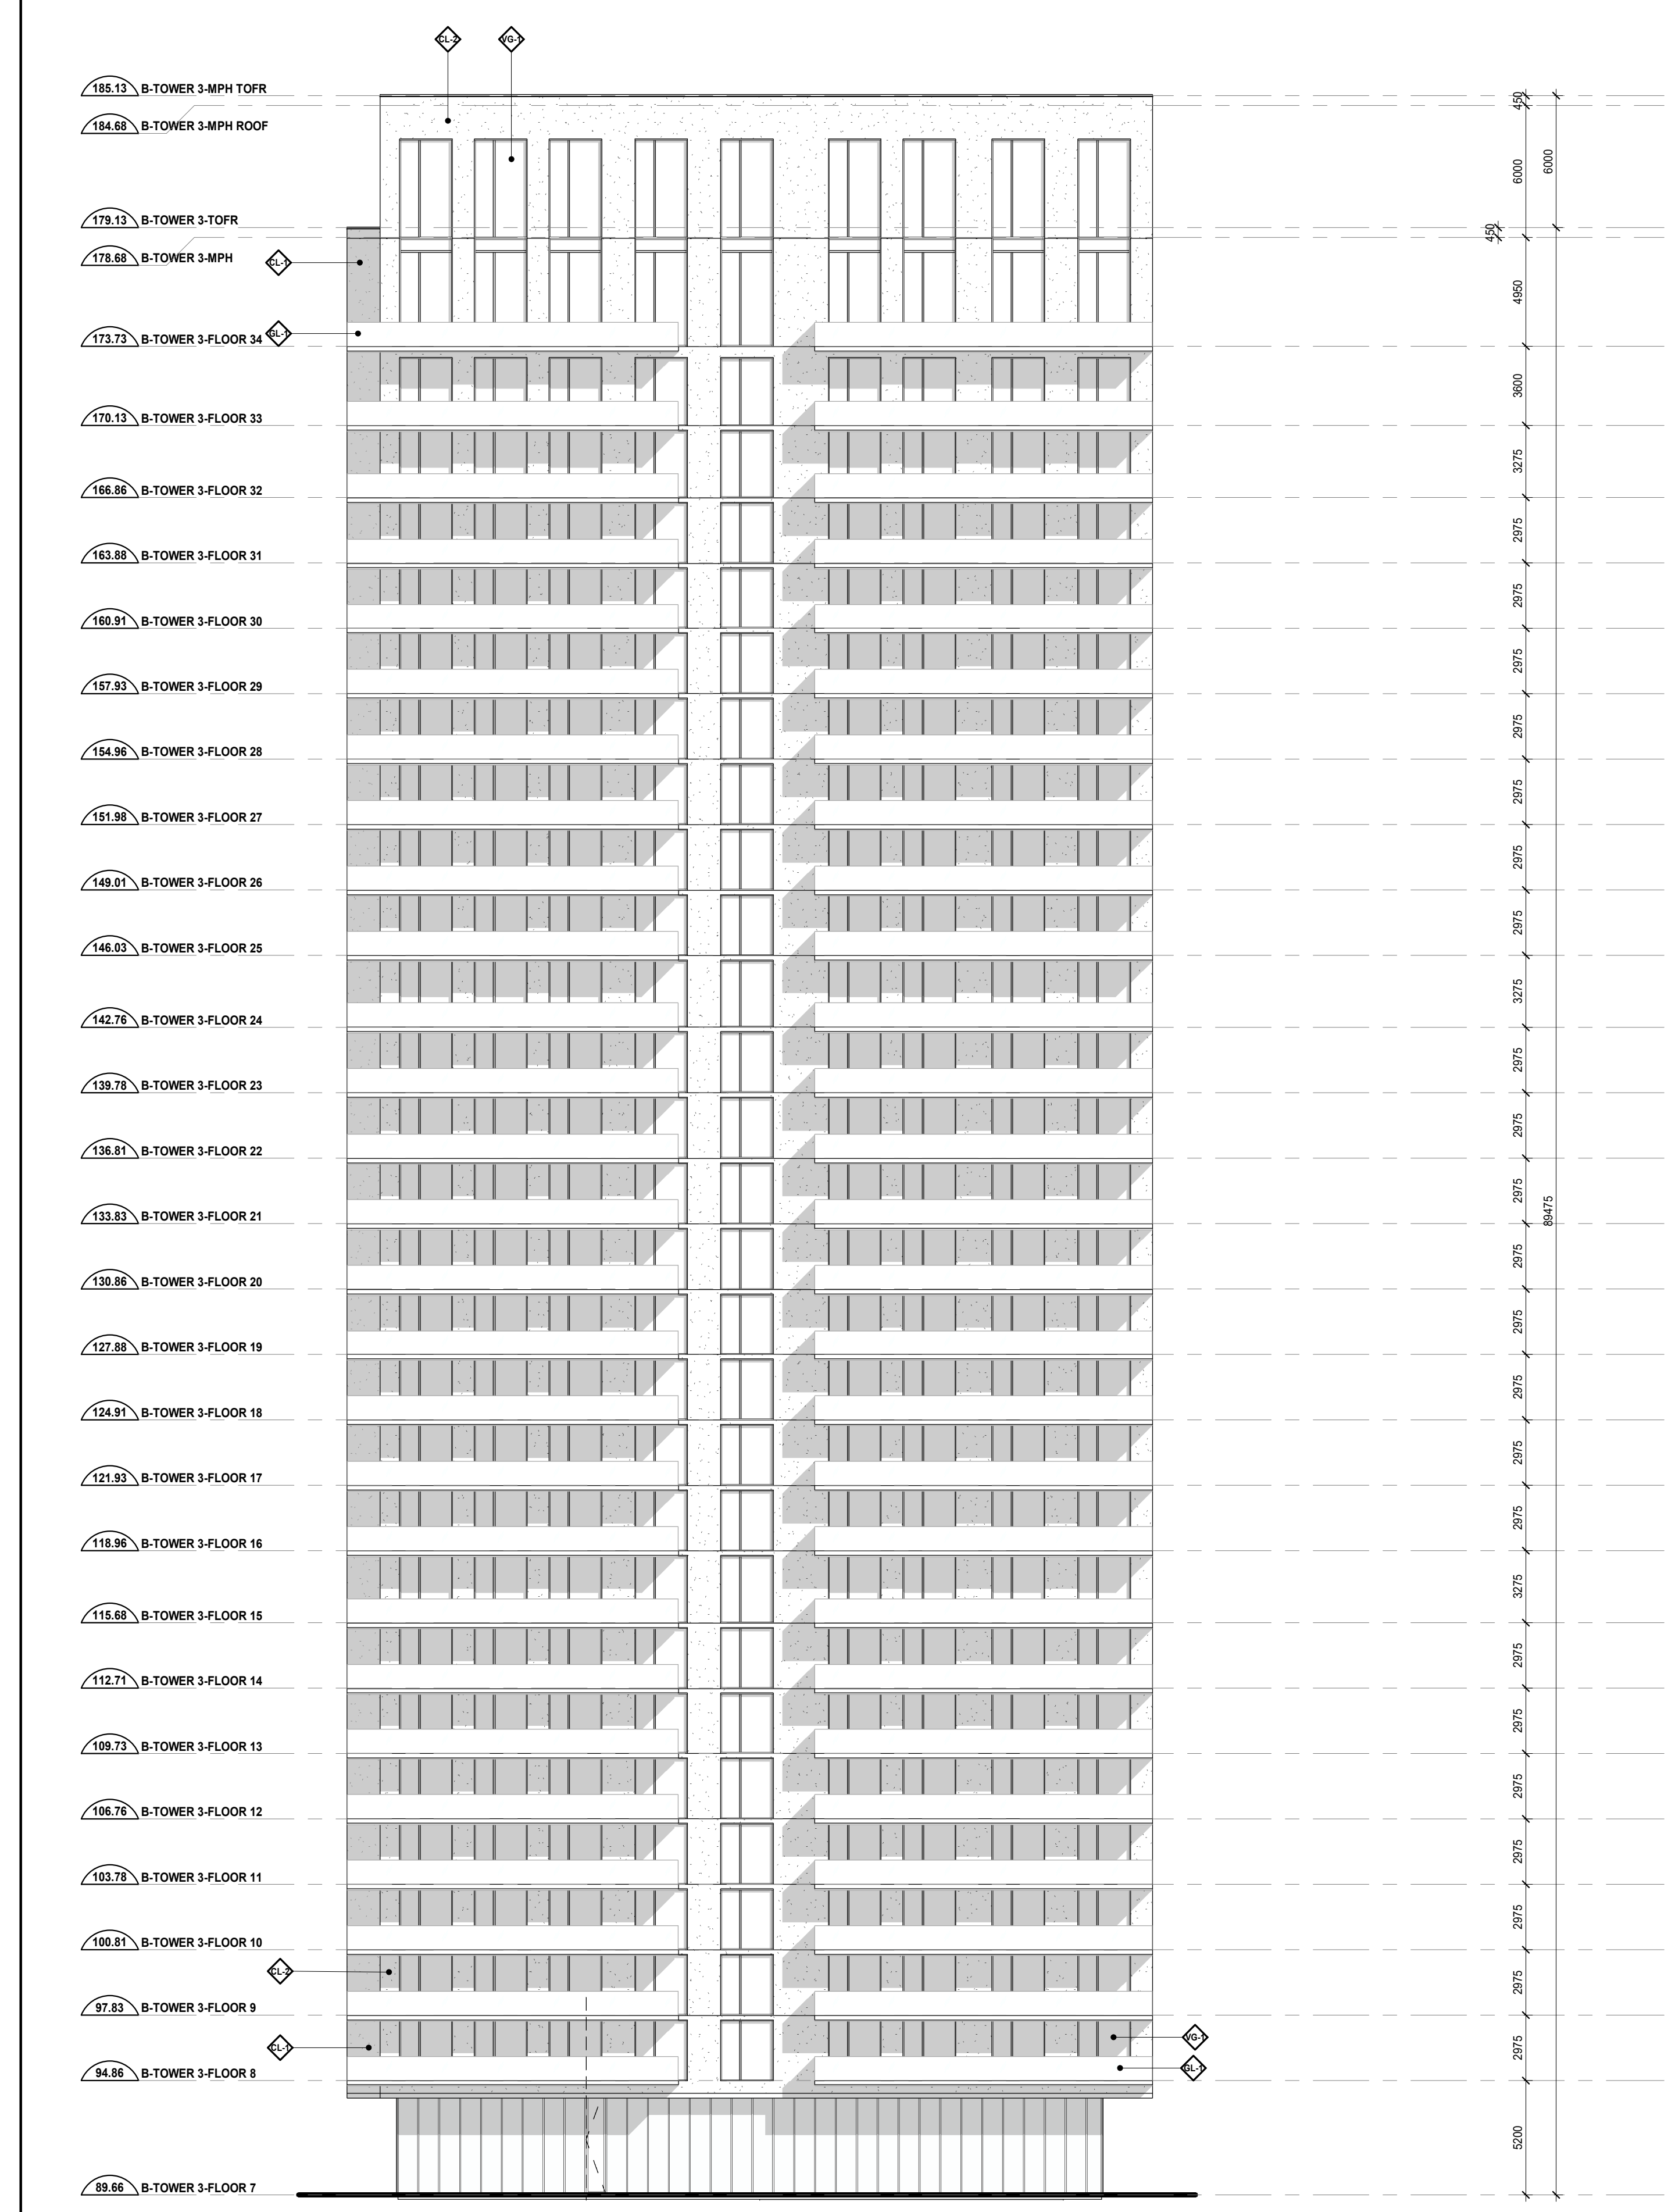 CL-2 VG-1
185.13 B-TOWER 3-MPH TOFR
450
184.68 B-TOWER 3-MPH ROOF
6000 6000
179.13 B-TOWER 3-TOFR
450
178.68 B-TOWER 3-MPH
CL-1
4950
GL-1
173.73 B-TOWER 3-FLOOR 34
3600
170.13 B-TOWER 3-FLOOR 33
3275
166.86 B-TOWER 3-FLOOR 32
2975
163.88 B-TOWER 3-FLOOR 31
2975
160.91 B-TOWER 3-FLOOR 30
2975
157.93 B-TOWER 3-FLOOR 29
2975
154.96 B-TOWER 3-FLOOR 28
2975
151.98 B-TOWER 3-FLOOR 27
2975
149.01 B-TOWER 3-FLOOR 26
2975
146.03 B-TOWER 3-FLOOR 25
3275
142.76 B-TOWER 3-FLOOR 24
2975
139.78 B-TOWER 3-FLOOR 23
2975
136.81 B-TOWER 3-FLOOR 22
2975
89475
133.83 B-TOWER 3-FLOOR 21
2975
130.86 B-TOWER 3-FLOOR 20
2975
127.88 B-TOWER 3-FLOOR 19
2975
124.91 B-TOWER 3-FLOOR 18
2975
121.93 B-TOWER 3-FLOOR 17
2975
118.96 B-TOWER 3-FLOOR 16
3275
115.68 B-TOWER 3-FLOOR 15
2975
112.71 B-TOWER 3-FLOOR 14
2975
109.73 B-TOWER 3-FLOOR 13
2975
106.76 B-TOWER 3-FLOOR 12
2975
103.78 B-TOWER 3-FLOOR 11
2975
100.81 B-TOWER 3-FLOOR 10
CL-2
2975
97.83 B-TOWER 3-FLOOR 9
VG-1
CL-1
2975
GL-1
94.86 B-TOWER 3-FLOOR 8
5200
89.66 B-TOWER 3-FLOOR 7